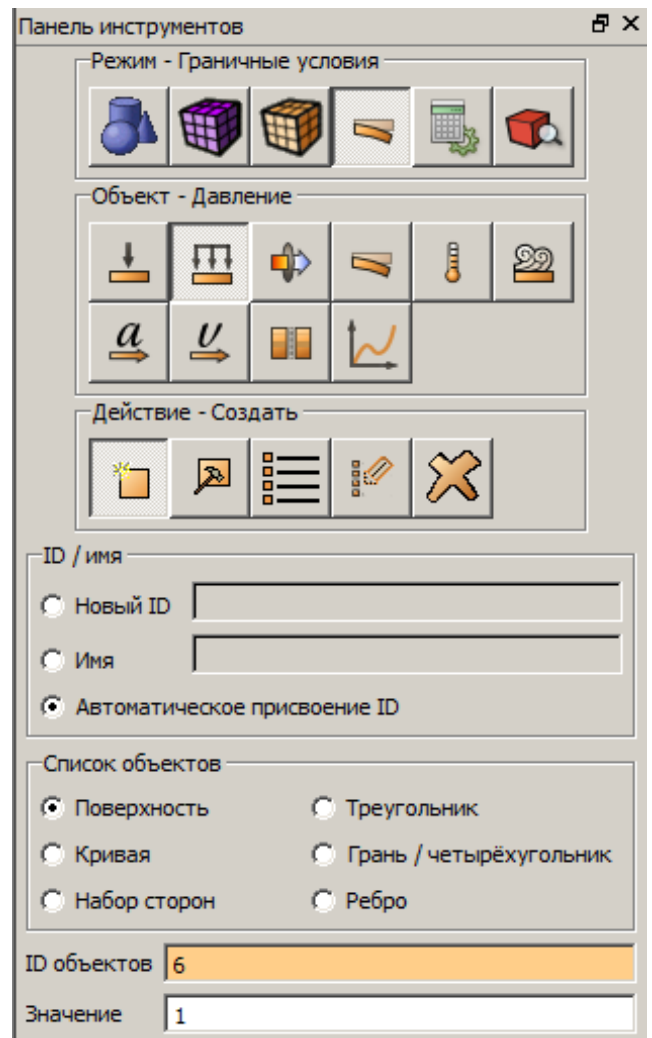 Панель инструментов
Режим - Граничные условия
Объект - Давление
a
υ
Действие - Создать
ID / имя
Новый ID
Имя
Автоматическое присвоение ID
Список объектов
Поверхность
Треугольник
Кривая
Грань / четырёхугольник
Набор сторон
Ребро
ID объектов 6
Значение 1